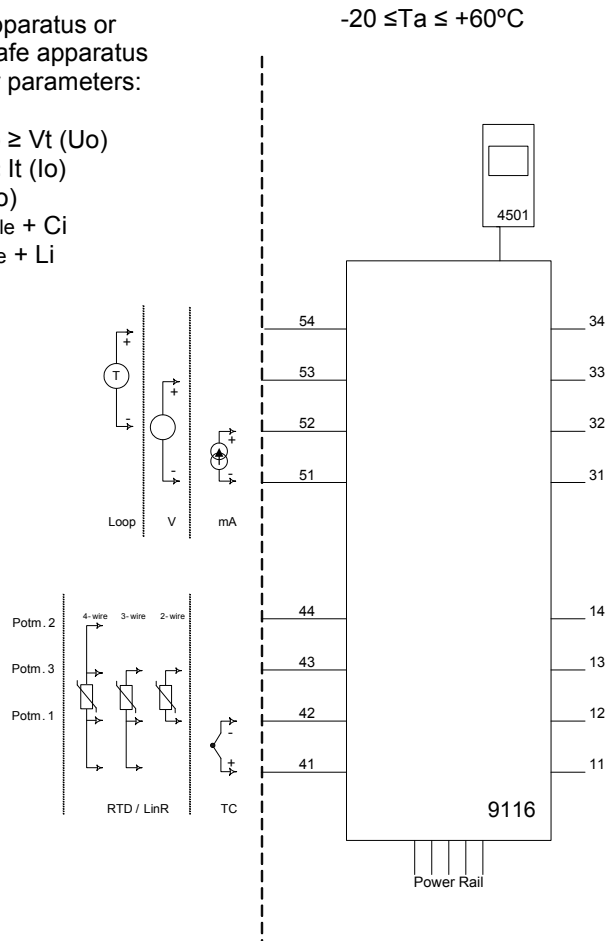 -20 ≤Ta ≤ +60ºC
pparatus or
afe apparatus
r parameters:
≥ Vt (Uo)
It (Io)
o)
le + Ci
e + Li
4501
54
53
52
51
44
43
42
41
34
33
32
31
14
13
12
11
9116
Power Rail
+
T
-
+
-
+
-
Loop
V
mA
Potm. 2
Potm. 3
Potm. 1
4-wire
3-wire
2-wire
-
+
RTD / LinR
TC